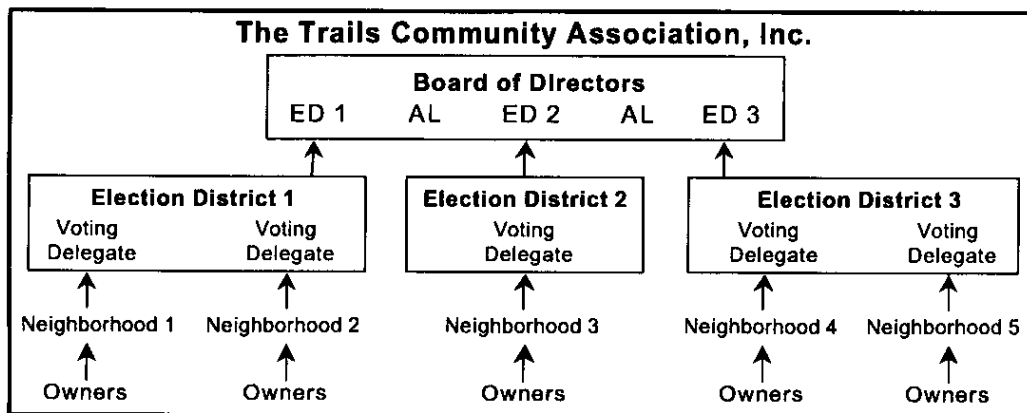 The Trails Community Association, Inc.
Board of Directors
ED 1 AL ED 2 AL ED 3
Election District 1 Election District 2 Election District 3
Voting Voting Voting Voting Voting
Delegate Delegate Delegate Delegate Delegate
Neighborhood 1 Neighborhood 2 Neighborhood 3 Neighborhood 4 Neighborhood 5
Owners Owners Owners Owners Owners